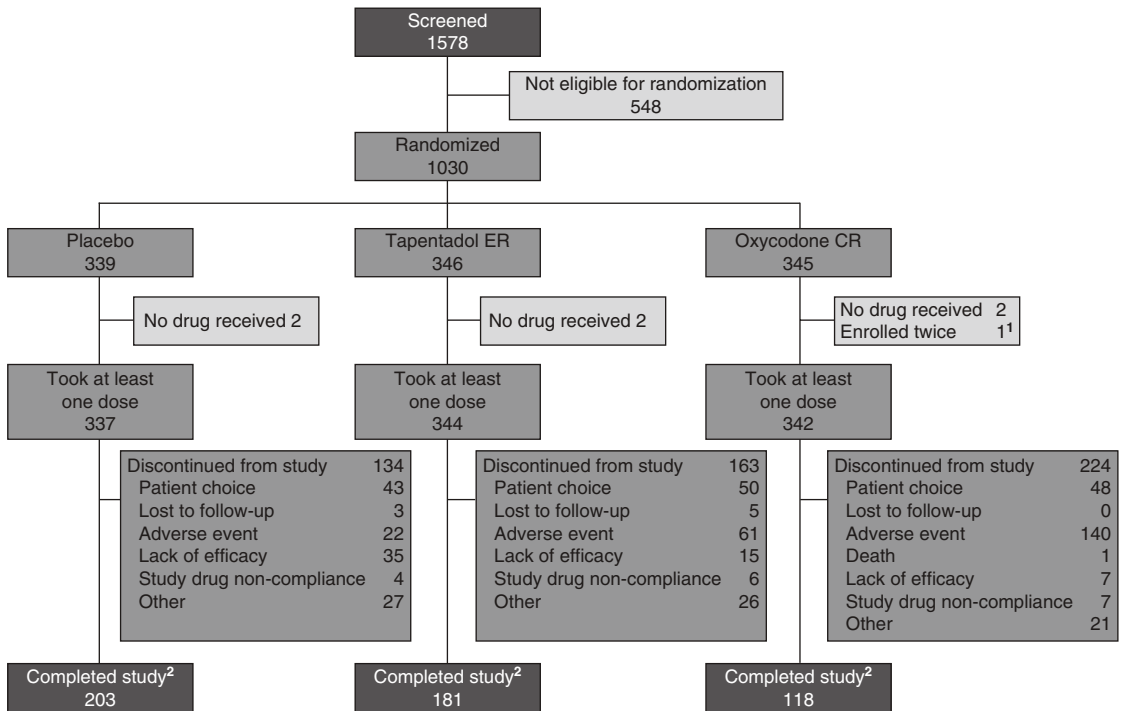 Screened
1578
Not eligible for randomization
548
Randomized
1030
Placebo
339
Tapentadol ER
346
Oxycodone CR
345
No drug received 2
No drug received 2
No drug received 2
Enrolled twice 1¹
Took at least
one dose
337
Took at least
one dose
344
Took at least
one dose
342
Discontinued from study 134
Patient choice 43
Lost to follow-up 3
Adverse event 22
Lack of efficacy 35
Study drug non-compliance 4
Other 27
Discontinued from study 163
Patient choice 50
Lost to follow-up 5
Adverse event 61
Lack of efficacy 15
Study drug non-compliance 6
Other 26
Discontinued from study 224
Patient choice 48
Lost to follow-up 0
Adverse event 140
Death 1
Lack of efficacy 7
Study drug non-compliance 7
Other 21
Completed study²
203
Completed study²
181
Completed study²
118